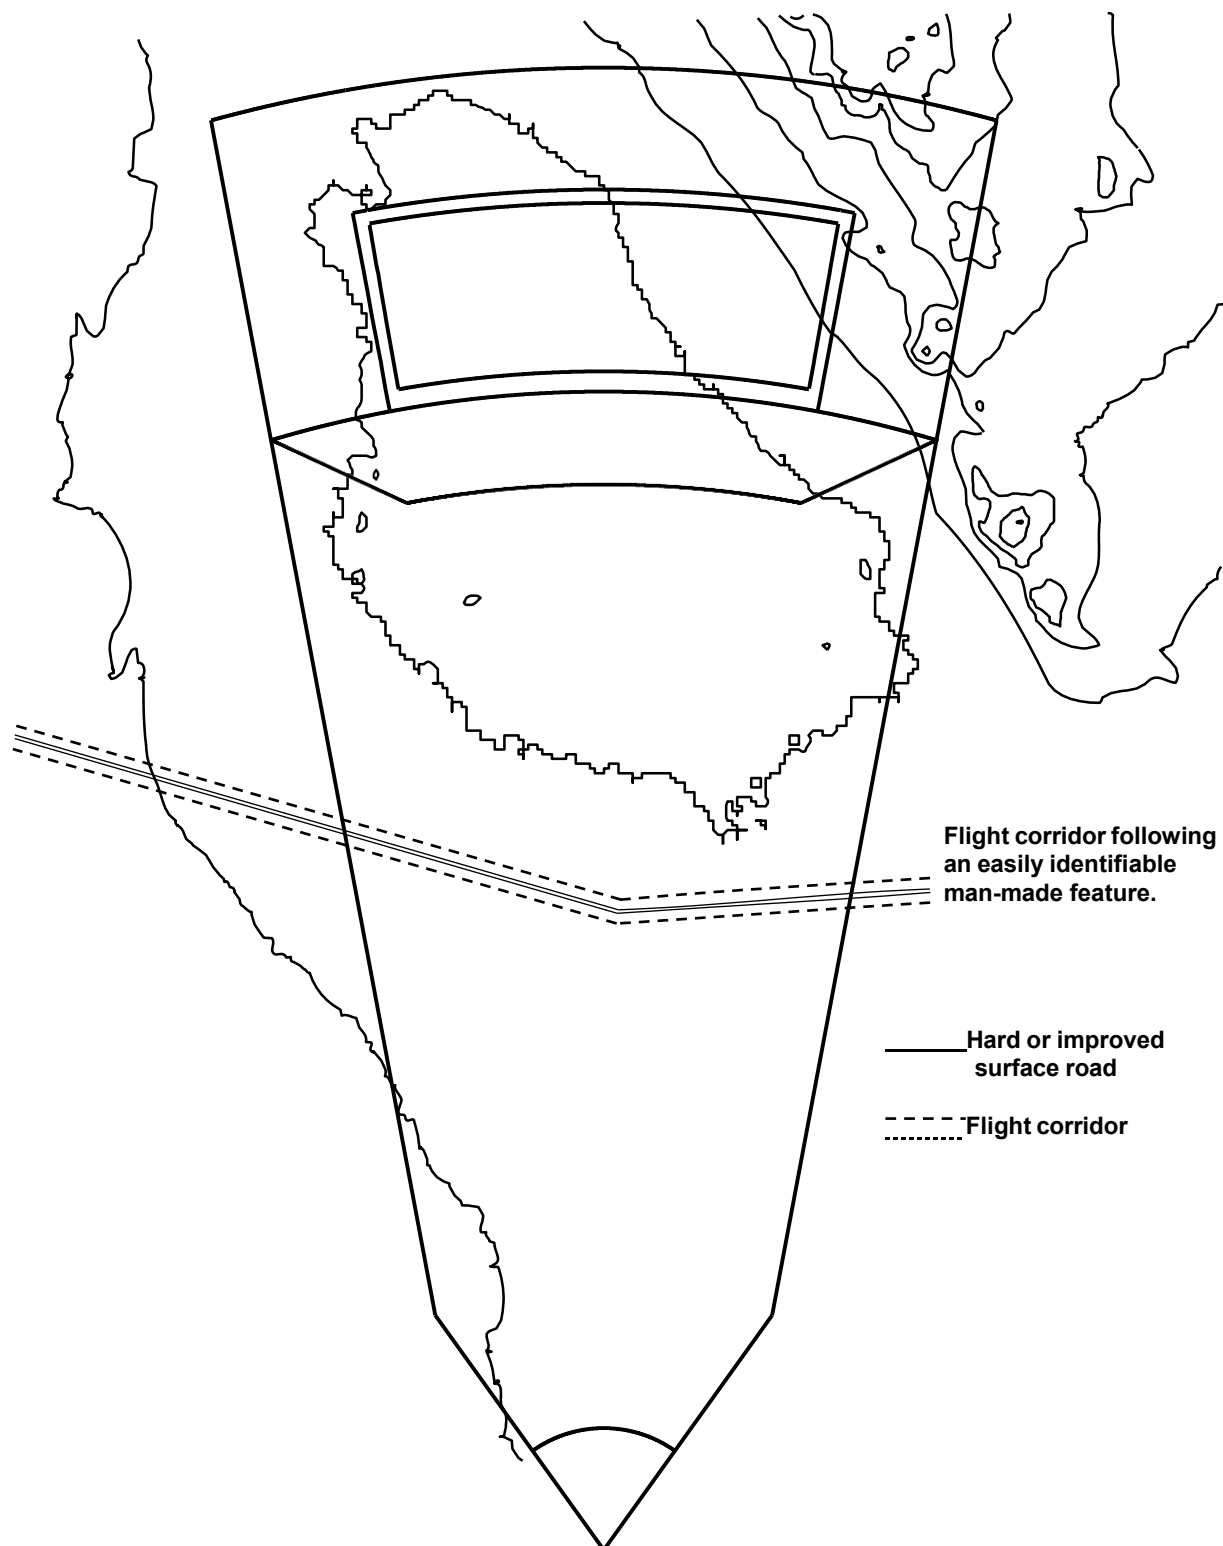 Flight corridor following
an easily identifiable
man-made feature.
Hard or improved
surface road
Flight corridor